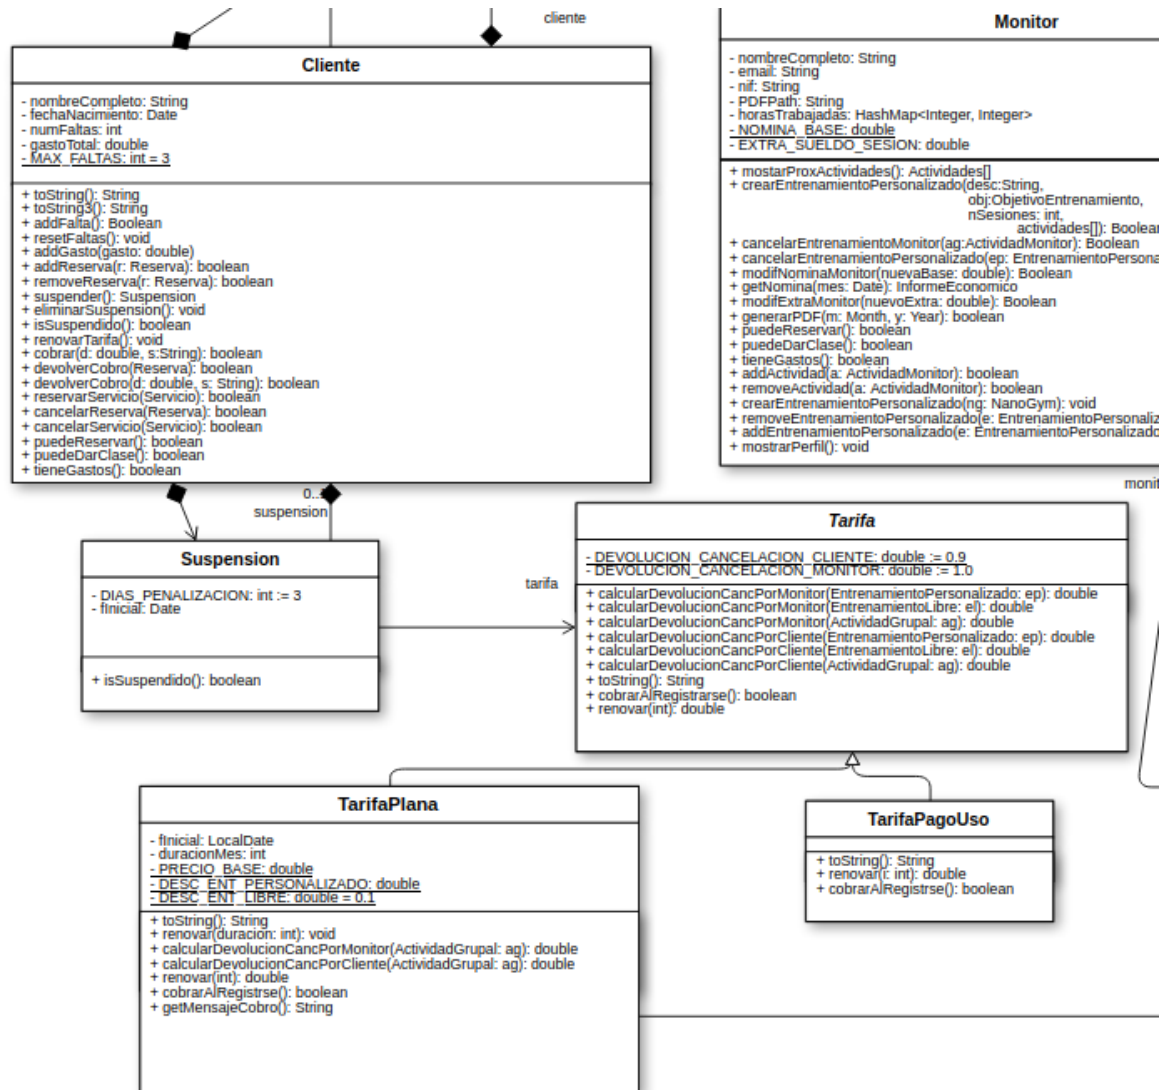 cliente
Cliente
- nombreCompleto: String
- fechaNacimiento: Date
- numFaltas: int
- gastoTotal: double
- MAX_FALTAS: int = 3
+ toString(): String
+ toString3(): String
+ addFalta(): Boolean
+ resetFaltas(): void
+ addGasto(gasto: double)
+ addReserva(r: Reserva): boolean
+ removeReserva(r: Reserva): boolean
+ suspender(): Suspension
+ eliminarSuspension(): void
+ isSuspendido(): boolean
+ renovarTarifa(): void
+ cobrar(d: double, s:String): boolean
+ devolverCobro(Reserva): boolean
+ devolverCobro(d: double, s: String): boolean
+ reservarServicio(Servicio): boolean
+ cancelarReserva(Reserva): boolean
+ cancelarServicio(Servicio): boolean
+ puedeReservar(): boolean
+ puedeDarClase(): boolean
+ tieneGastos(): boolean
Monitor
- nombreCompleto: String
- email: String
- nif: String
- PDFPath: String
- horasTrabajadas: HashMap<Integer, Integer>
- NOMINA_BASE: double
- EXTRA_SUELDO_SESION: double
+ mostarProxActividades(): Actividades[]
+ crearEntrenamientoPersonalizado(desc:String,
obj:ObjetivoEntrenamiento,
nSesiones: int,
actividades[]): Boolean
+ cancelarEntrenamientoMonitor(ag:ActividadMonitor): Boolean
+ cancelarEntrenamientoPersonalizado(ep: EntrenamientoPersona
+ modifNominaMonitor(nuevaBase: double): Boolean
+ getNomina(mes: Date): InformeEconomico
+ modifExtraMonitor(nuevoExtra: double): Boolean
+ generarPDF(m: Month, y: Year): boolean
+ puedeReservar(): boolean
+ puedeDarClase(): boolean
+ tieneGastos(): boolean
+ addActividad(a: ActividadMonitor): boolean
+ removeActividad(a: ActividadMonitor): boolean
+ crearEntrenamientoPersonalizado(ng: NanoGym): void
+ removeEntrenamientoPersonalizado(e: EntrenamientoPersonaliz
+ addEntrenamientoPersonalizado(e: EntrenamientoPersonalizado
+ mostrarPerfil(): void
0..
suspension
monit
Suspension
- DIAS_PENALIZACION: int := 3
- fInicial: Date
+ isSuspendido(): boolean
tarifa
Tarifa
- DEVOLUCION_CANCELACION_CLIENTE: double := 0.9
- DEVOLUCION_CANCELACION_MONITOR: double := 1.0
+ calcularDevolucionCancPorMonitor(EntrenamientoPersonalizado: ep): double
+ calcularDevolucionCancPorMonitor(EntrenamientoLibre: el): double
+ calcularDevolucionCancPorMonitor(ActividadGrupal: ag): double
+ calcularDevolucionCancPorCliente(EntrenamientoPersonalizado: ep): double
+ calcularDevolucionCancPorCliente(EntrenamientoLibre: el): double
+ calcularDevolucionCancPorCliente(ActividadGrupal: ag): double
+ toString(): String
+ cobrarAlRegistrarse(): boolean
+ renovar(int): double
TarifaPlana
- fInicial: LocalDate
- duracionMes: int
- PRECIO_BASE: double
- DESC_ENT_PERSONALIZADO: double
- DESC_ENT_LIBRE: double = 0.1
+ toString(): String
+ renovar(duracion: int): void
+ calcularDevolucionCancPorMonitor(ActividadGrupal: ag): double
+ calcularDevolucionCancPorCliente(ActividadGrupal: ag): double
+ renovar(int): double
+ cobrarAlRegistrse(): boolean
+ getMensajeCobro(): String
TarifaPagoUso
+ toString(): String
+ renovar(i: int): double
+ cobrarAlRegistrse(): boolean